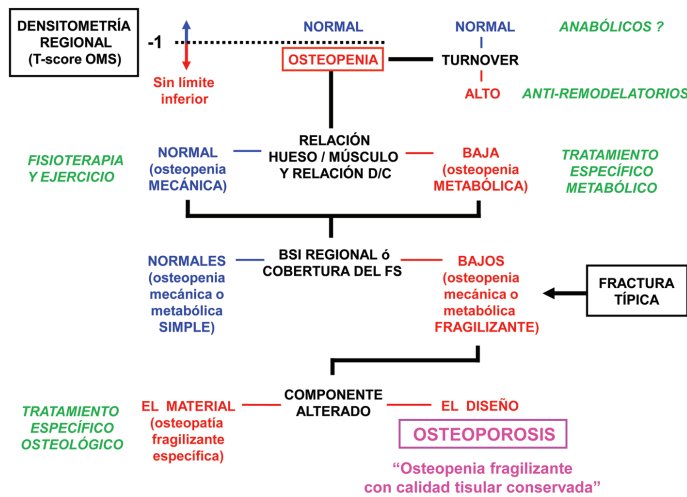 DENSITOMETRÍA
REGIONAL
(T-score OMS)
-1
Sin límite
inferior
NORMAL
OSTEOPENIA
NORMAL
TURNOVER
ALTO
ANABÓLICOS ?
ANTI-REMODELATORIOS
FISIOTERAPIA
Y EJERCICIO
NORMAL
(osteopenia
MECÁNICA)
RELACIÓN
HUESO / MÚSCULO
Y RELACIÓN D/C
BAJA
(osteopenia
METABÓLICA)
TRATAMIENTO
ESPECÍFICO
METABÓLICO
NORMALES
(osteopenia
mecánica o
metabólica
SIMPLE)
BSI REGIONAL ó
COBERTURA DEL FS
BAJOS
(osteopenia
mecánica o
metabólica
FRAGILIZANTE)
FRACTURA
TÍPICA
TRATAMIENTO
ESPECÍFICO
OSTEOLÓGICO
EL MATERIAL
(osteopatía
fragilizante
específica)
COMPONENTE
ALTERADO
EL DISEÑO
OSTEOPOROSIS
“Osteopenia fragilizante
con calidad tisular conservada”